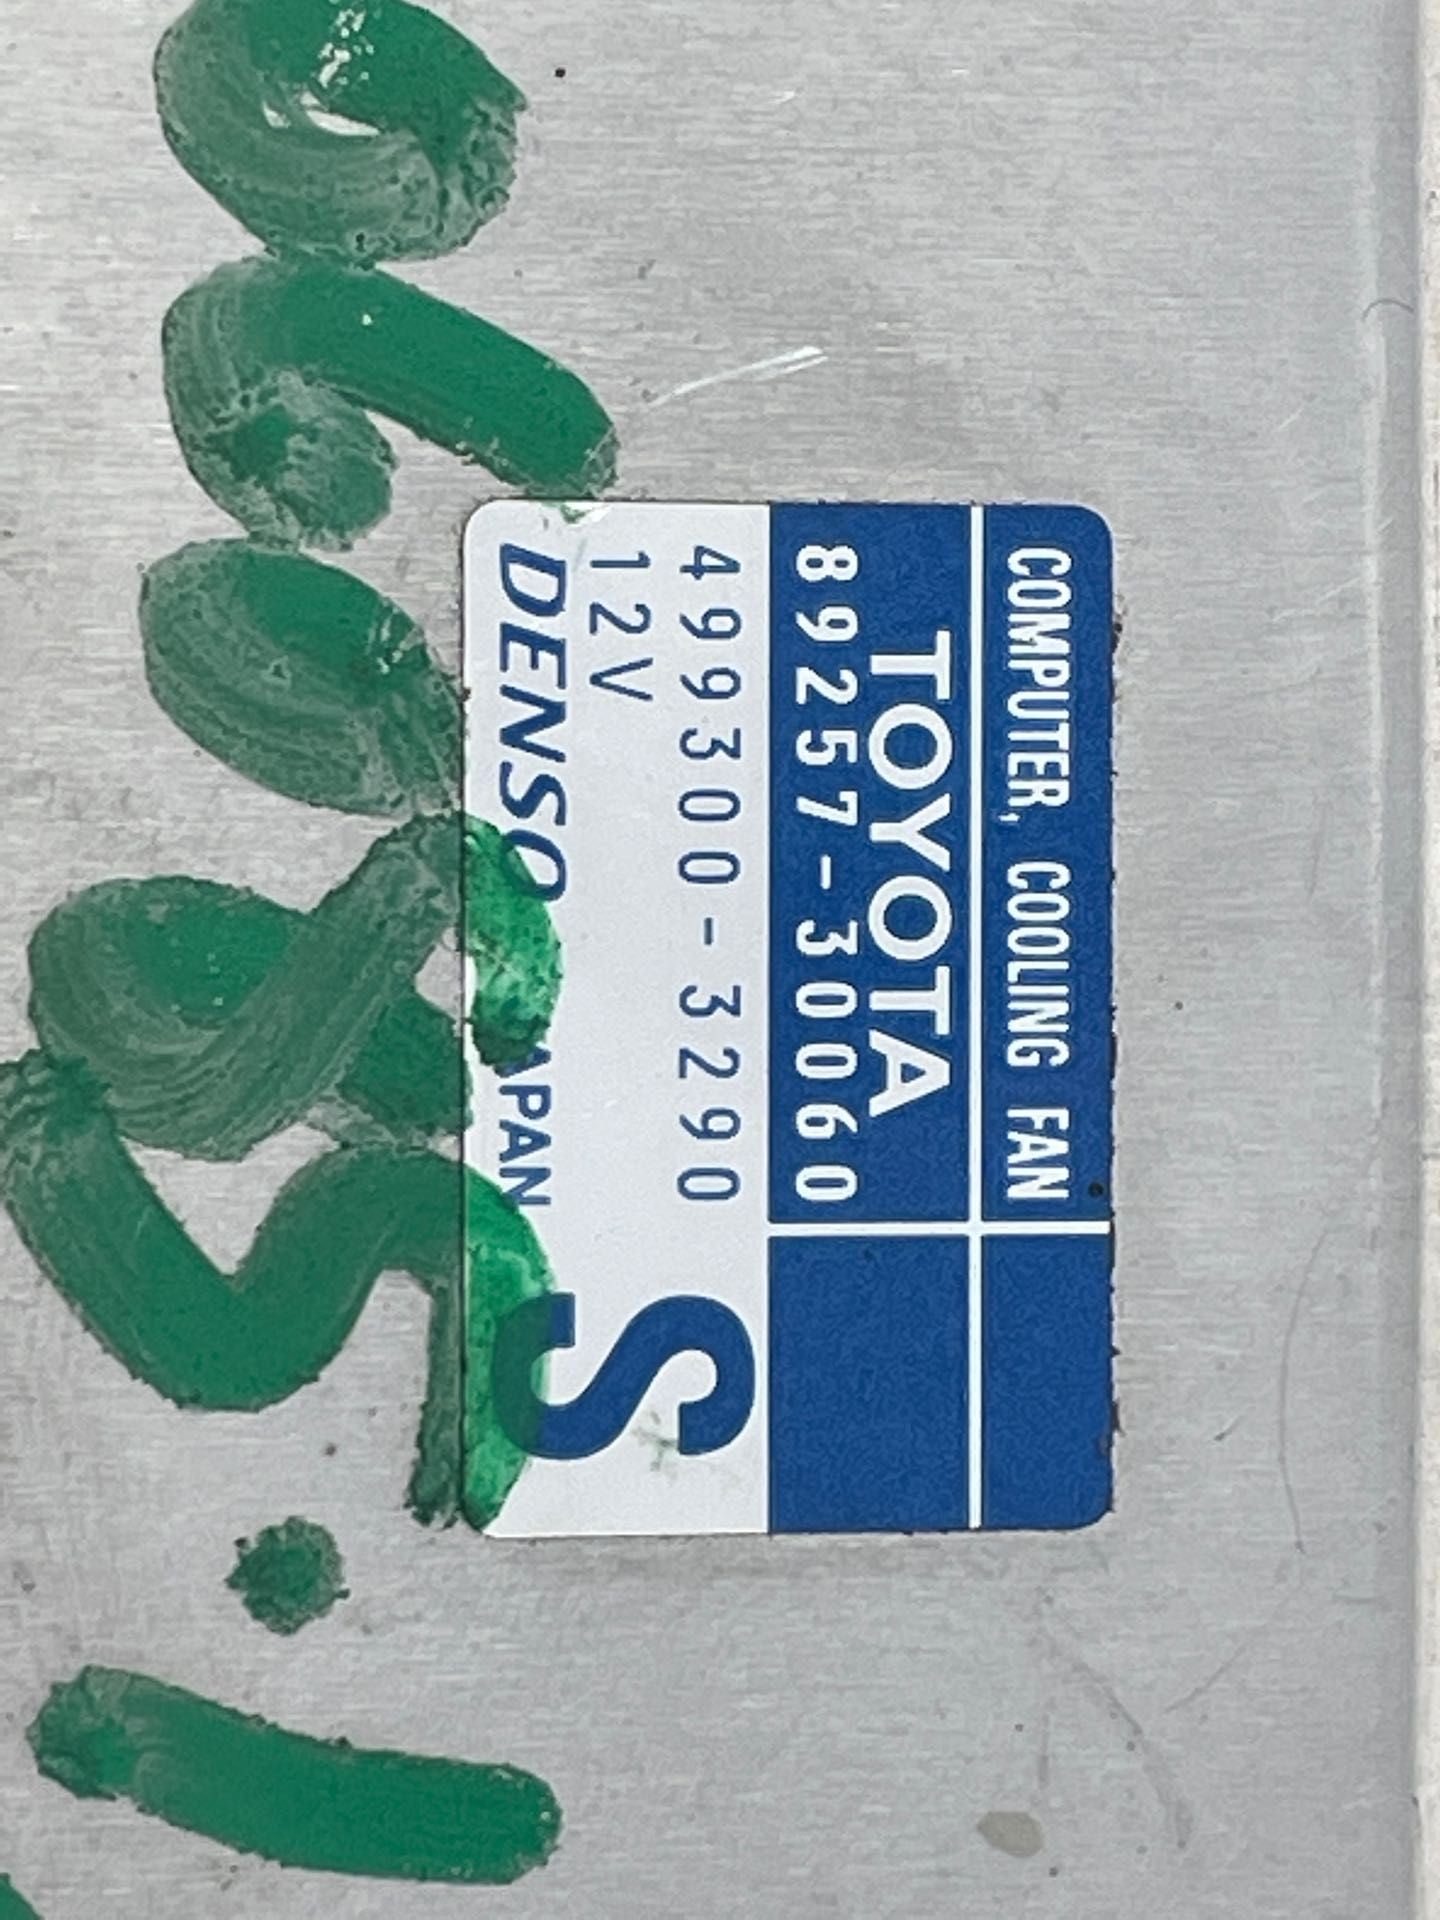 COMPUTER, COOLING FAN
TOYOTA
89257-30060
499300-3290
12V
DENSO
S